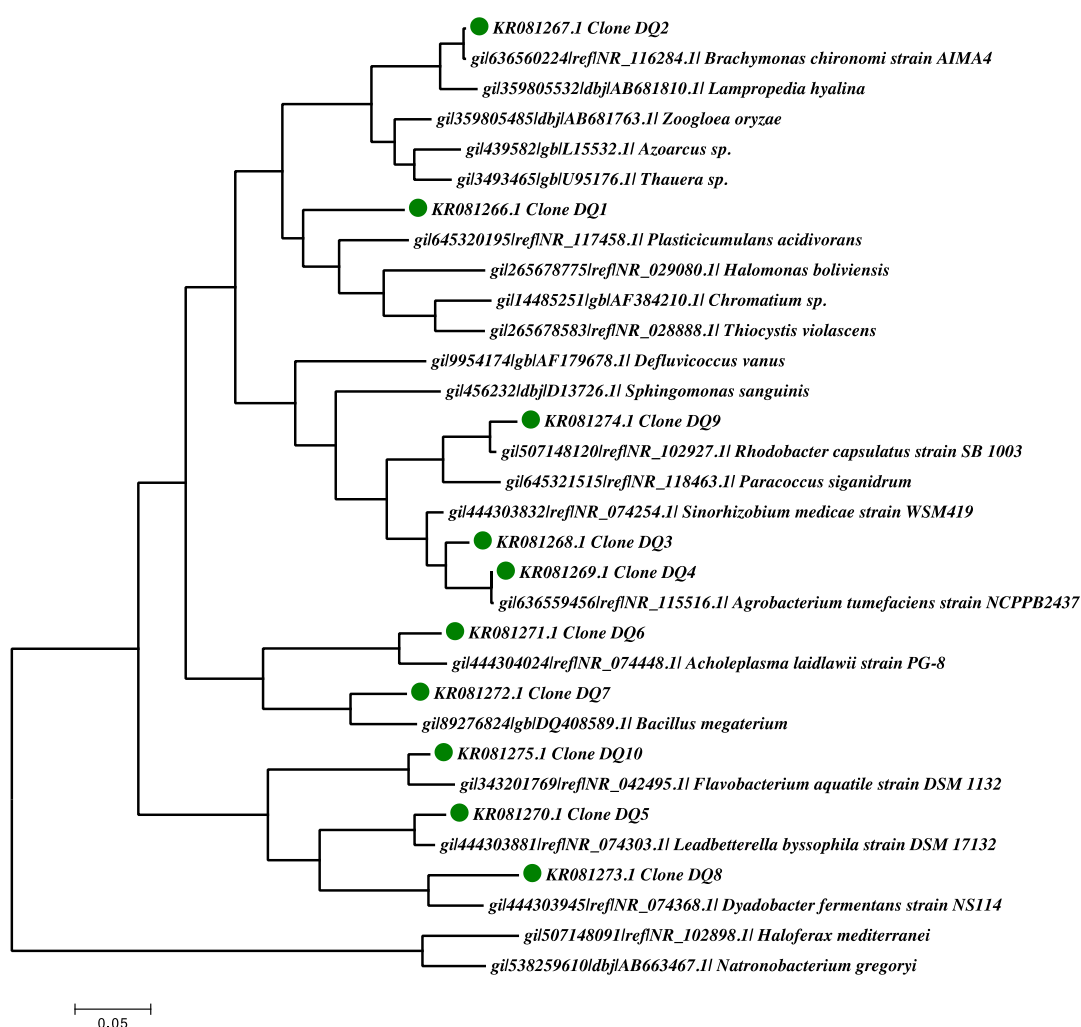 KR081267.1 Clone DQ2
gi|636560224|ref|NR_116284.1| Brachymonas chironomi strain AIMA4
gi|359805532|dbj|AB681810.1| Lampropedia hyalina
gi|359805485|dbj|AB681763.1| Zoogloea oryzae
gi|439582|gb|L15532.1| Azoarcus sp.
gi|3493465|gb|U95176.1| Thauera sp.
KR081266.1 Clone DQ1
gi|645320195|ref|NR_117458.1| Plasticicumulans acidivorans
gi|265678775|ref|NR_029080.1| Halomonas boliviensis
gi|14485251|gb|AF384210.1| Chromatium sp.
gi|265678583|ref|NR_028888.1| Thiocystis violascens
gi|9954174|gb|AF179678.1| Defluvicoccus vanus
gi|456232|dbj|D13726.1| Sphingomonas sanguinis
KR081274.1 Clone DQ9
gi|507148120|ref|NR_102927.1| Rhodobacter capsulatus strain SB 1003
gi|645321515|ref|NR_118463.1| Paracoccus siganidrum
gi|444303832|ref|NR_074254.1| Sinorhizobium medicae strain WSM419
KR081268.1 Clone DQ3
KR081269.1 Clone DQ4
gi|636559456|ref|NR_115516.1| Agrobacterium tumefaciens strain NCPPB2437
KR081271.1 Clone DQ6
gi|444304024|ref|NR_074448.1| Acholeplasma laidlawii strain PG-8
KR081272.1 Clone DQ7
gi|89276824|gb|DQ408589.1| Bacillus megaterium
KR081275.1 Clone DQ10
gi|343201769|ref|NR_042495.1| Flavobacterium aquatile strain DSM 1132
KR081270.1 Clone DQ5
gi|444303881|ref|NR_074303.1| Leadbetterella byssophila strain DSM 17132
KR081273.1 Clone DQ8
gi|444303945|ref|NR_074368.1| Dyadobacter fermentans strain NS114
gi|507148091|ref|NR_102898.1| Haloferax mediterranei
gi|538259610|dbj|AB663467.1| Natronobacterium gregoryi
0.05